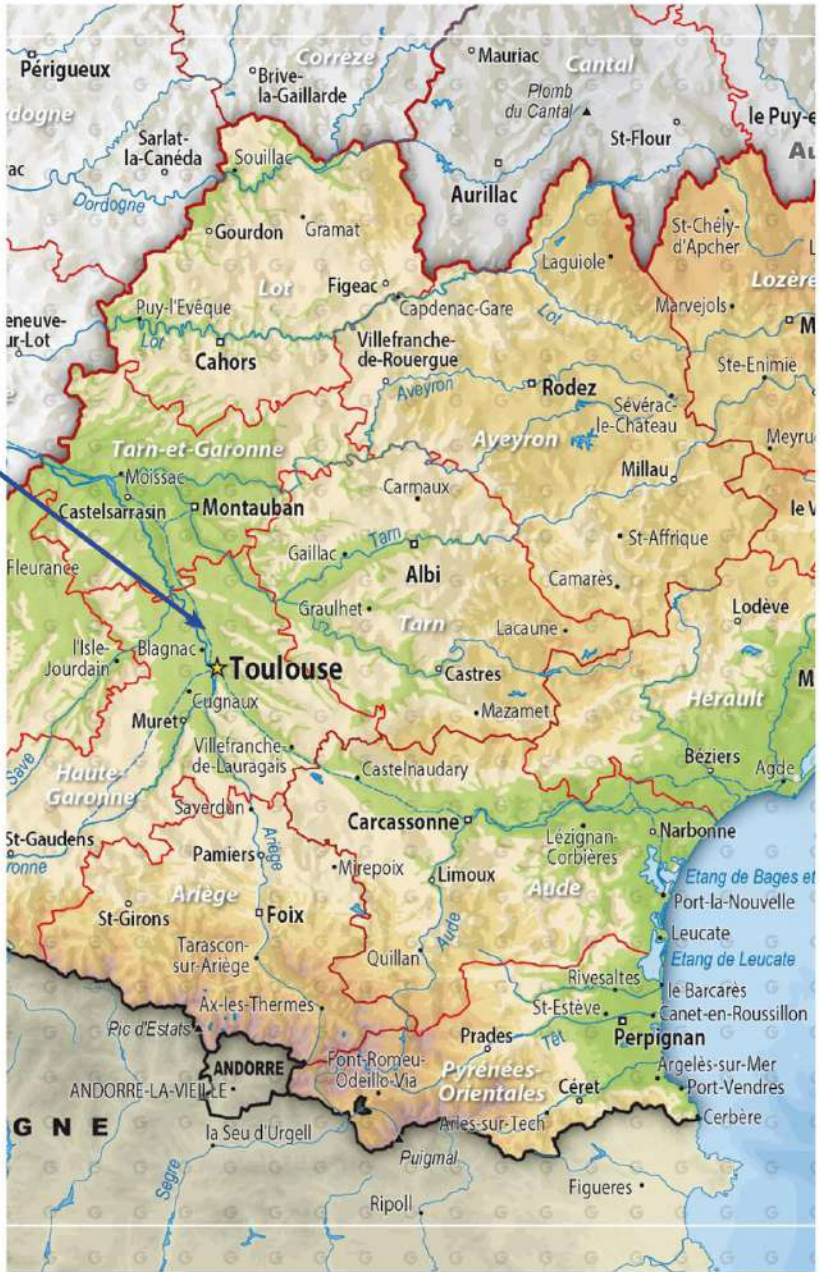 Corrèze
Mauriac
Cantal
Périgueux
Brive-
la-Gaillarde
Plomb
du Cantal
le Puy-e
dogne
Sarlat-
la-Canéda
St-Flour
Au
ac
Souillac
Aurillac
Dordogne
Gourdon
Gramat
St-Chély-
d'Apcher
L
Laguiole
Lot
Figeac
Lozère
Puy-l'Evêque
Capdenac-Gare
Lot
Marvejols
eneuve-
ur-Lot
Lot
M
Cahors
Villefranche-
de-Rouergue
Ste-Enimie
Aveyron
Rodez
Sévérac-
le-Château
Tarn-et-Garonne
Aveyron
Meyru
Moissac
Millau
Castelsarrasin
Montauban
Carmaux
le V
Gaillac
Tarn
St-Affrique
Fleurance
Albi
Camarès
Graulhet
Lodève
Tarn
Lacaune
l'Isle-
Jourdain
Blagnac
Toulouse
Castres
M
Cugnaux
Hérault
Muret
Mazamet
Villefranche-
de-Lauragais
Béziers
Save
Haute-
Garonne
Castelnaudary
Agde
Saverdun
Carcassonne
St-Gaudens
ronne
Ariège
Lézignan-
Corbières
Narbonne
Pamiers
Mirepoix
Limoux
Etang de Bages et
Ariège
Aude
Port-la-Nouvelle
St-Girons
Foix
Aude
Leucate
Tarascon-
sur-Ariège
Quillan
Etang de Leucate
Rivesaltes
le Barcarès
Ax-les-Thermes
St-Estève
Canet-en-Roussillon
Pic d'Estats
Prades
Têt
Perpignan
ANDORRE
Font-Romeu-
Odeillo-Via
Pyrénées-
Orientales
Argelès-sur-Mer
ANDORRE-LA-VIEILLE
Céret
Port-Vendres
Arles-sur-Tech
Cerbère
GNE
la Seu d'Urgell
Puigmal
Segre
Figueres
Ripoll